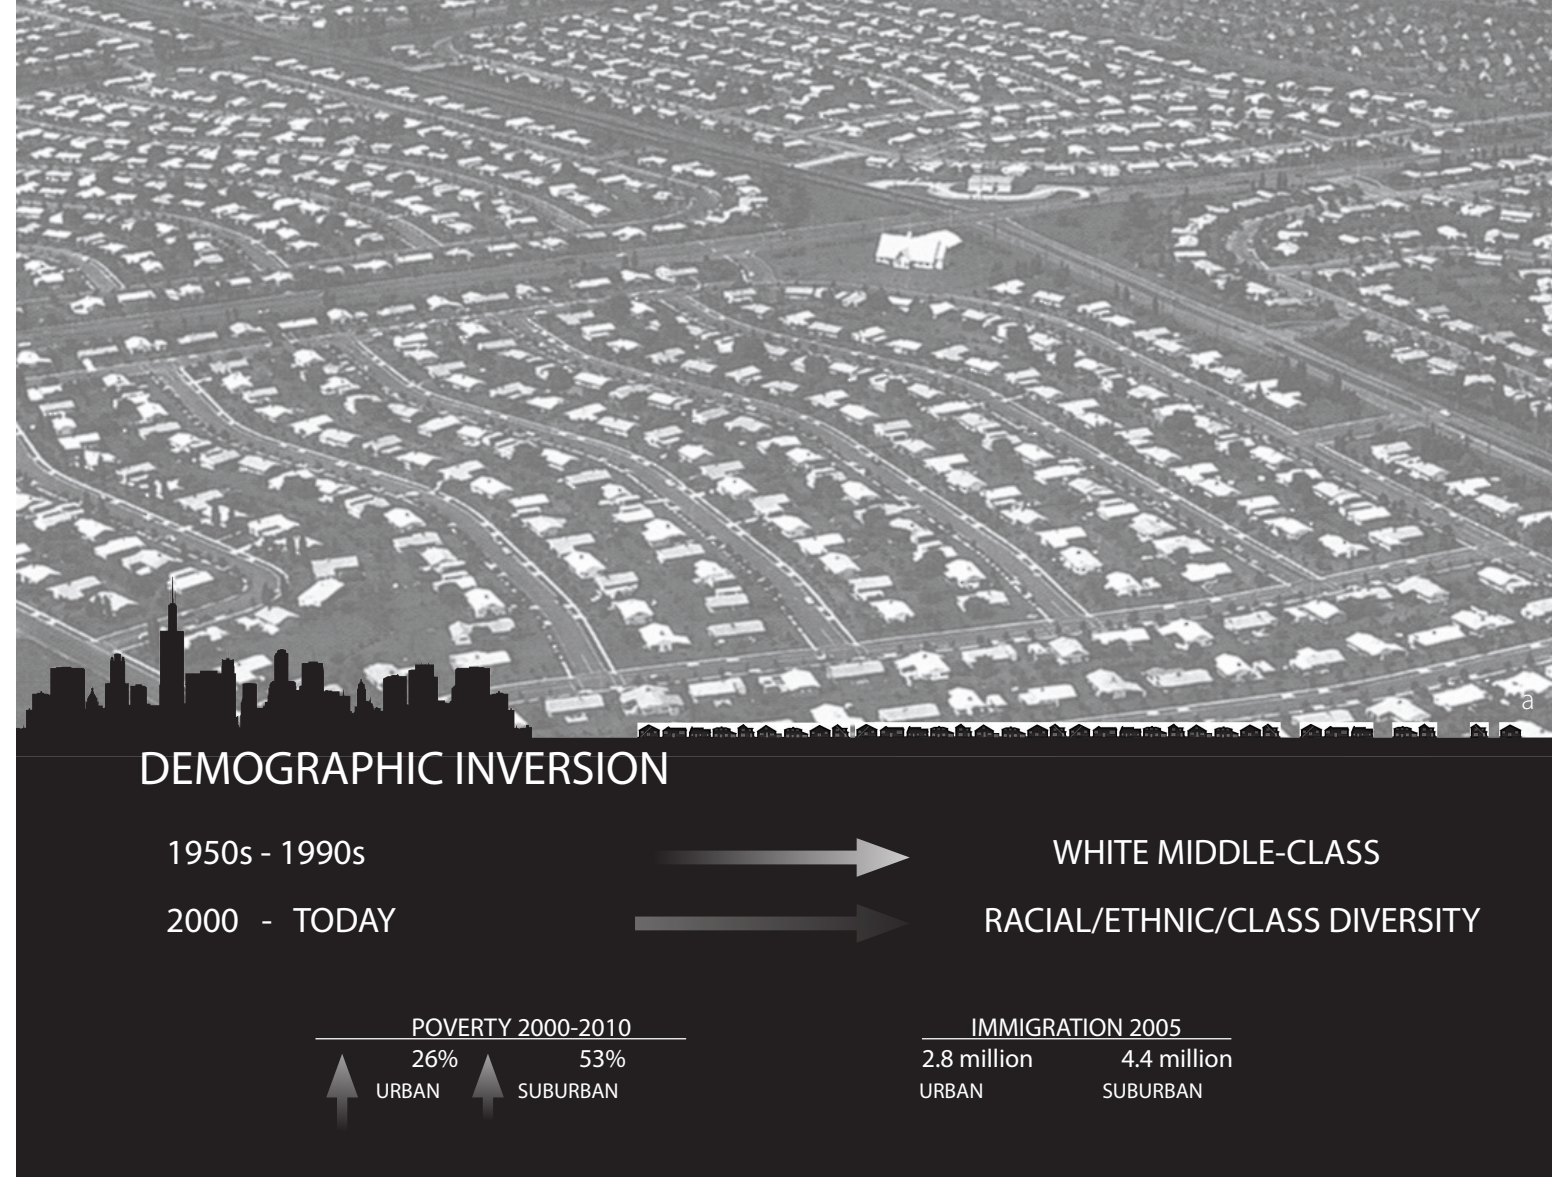 a
DEMOGRAPHIC INVERSION
1950s - 1990s WHITE MIDDLE-CLASS
2000 - TODAY RACIAL/ETHNIC/CLASS DIVERSITY
POVERTY 2000-2010
26% 53%
URBAN SUBURBAN
IMMIGRATION 2005
2.8 million 4.4 million
URBAN SUBURBAN